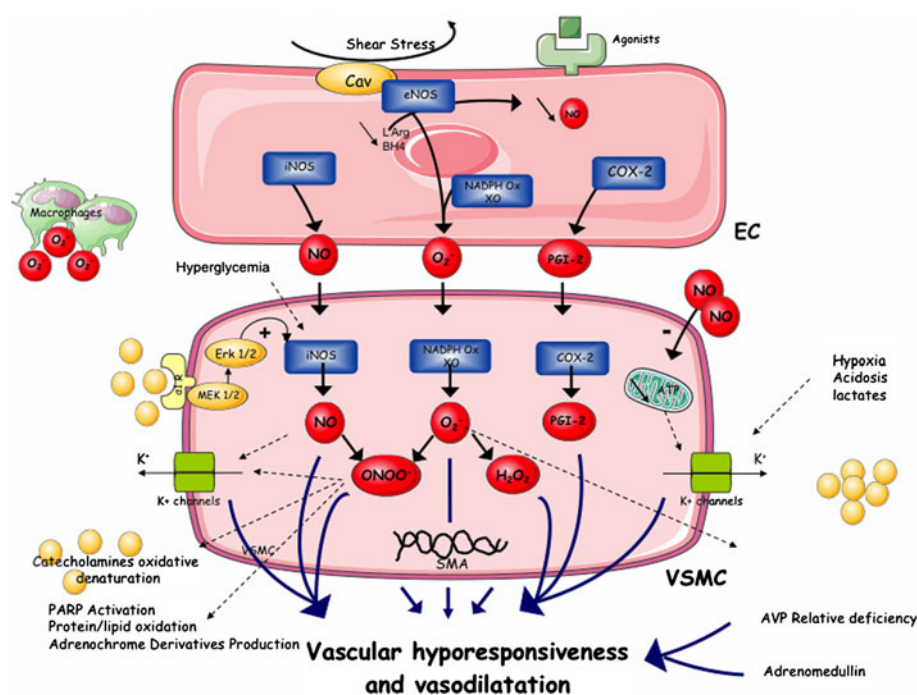 Shear Stress
Agonists
Cav
eNOS
NO
L'Arg
BH4
iNOS
NADPH Ox
XO
COX-2
Macrophages
O₂⁻
O₂⁻
O₂⁻
EC
NO
O₂⁻
PGI-2
Hyperglycemia
NO
NO
+
-
Erk 1/2
iNOS
NADPH Ox
XO
COX-2
ATP
Hypoxia
Acidosis
lactates
α1 R
MEK 1/2
NO
O₂⁻
PGI-2
K⁺
ONOO⁻
H₂O₂
K⁺
K+ channels
K+ channels
VSMC
SMA
VSMC
Catecholamines oxidative
denaturation
PARP Activation
Protein/lipid oxidation
Adrenochrome Derivatives Production
Vascular hyporesponsiveness
and vasodilatation
AVP Relative deficiency
Adrenomedullin